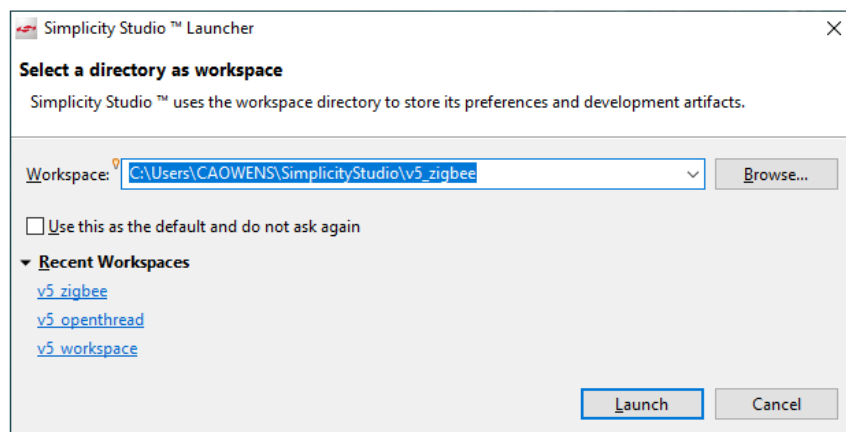 Simplicity Studio ™ Launcher
Select a directory as workspace
Simplicity Studio ™ uses the workspace directory to store its preferences and development artifacts.
Workspace: C:\Users\CAOWENS\SimplicityStudio\v5_zigbee Browse...
Use this as the default and do not ask again
Recent Workspaces
v5_zigbee
v5_openthread
v5_workspace
Launch Cancel